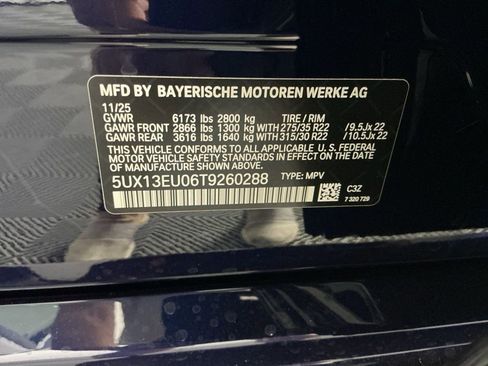 MFD BY BAYERISCHE MOTOREN WERKE AG
11/25
GVWR 6173 lbs 2800 kg TIRE / RIM
GAWR FRONT 2866 lbs 1300 kg WITH 275/35 R22 / 9.5Jx 22
GAWR REAR 3616 lbs 1640 kg WITH 315/30 R22 / 10.5Jx 22
THIS VEHICLE CONFORMS TO ALL APPLICABLE U. S. FEDERAL
MOTOR VEHICLE SAFETY AND THEFT PREVENTION STANDARDS IN
EFFECT ON THE DATE OF MANUFACTURE SHOWN ABOVE.
5UX13EU06T9260288 TYPE: MPV
C3Z
7 320 729